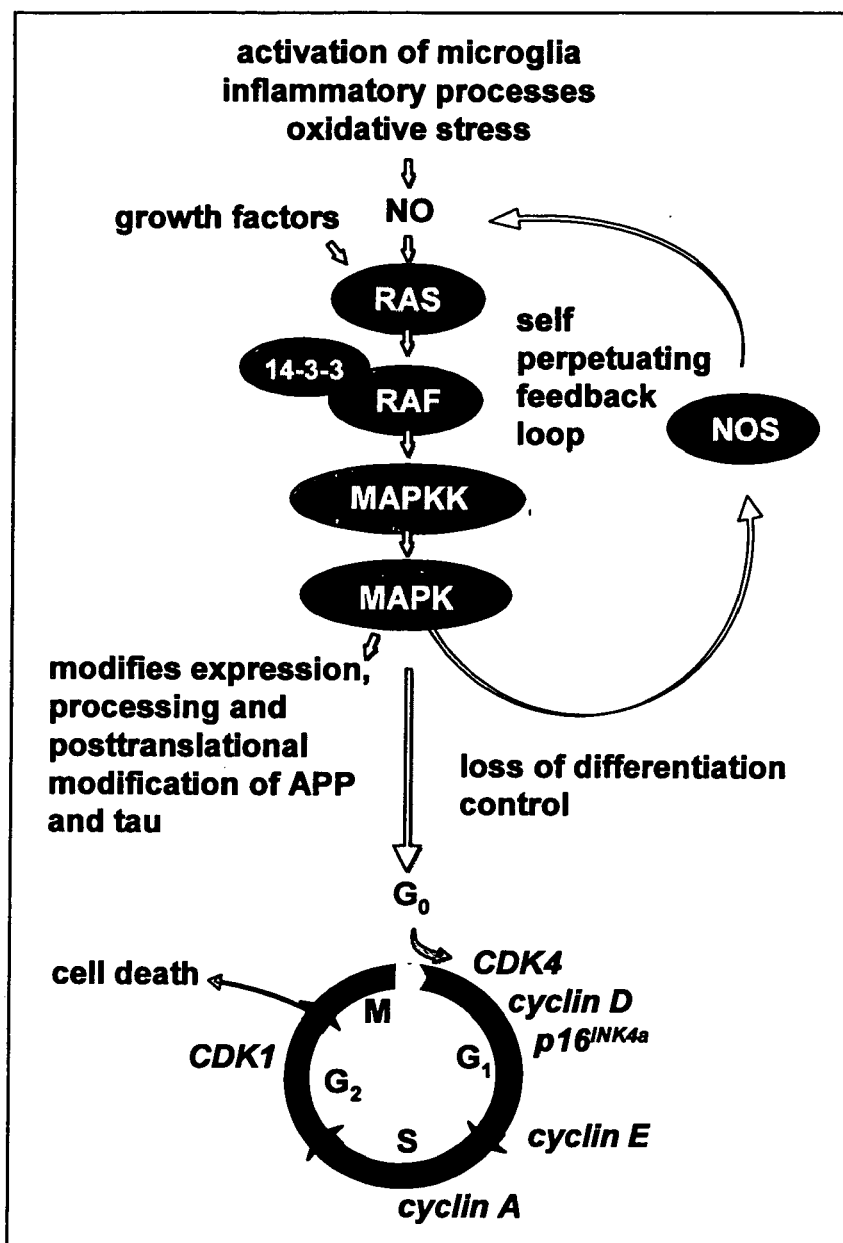 activation of microglia
inflammatory processes
oxidative stress
NO
growth factors
RAS
14-3-3
RAF
MAPKK
MAPK
self
perpetuating
feedback
loop
NOS
modifies expression,
processing and
posttranslational
modification of APP
and tau
loss of differentiation
control
G₀
cell death
CDK4
cyclin D
p16ᴵᴺᴷ⁴ᵃ
M
CDK1
G₁
G₂
S
cyclin E
cyclin A